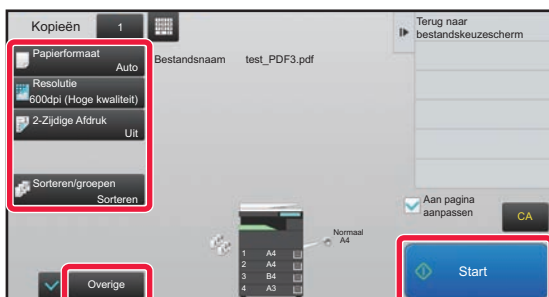 Kopieën
1
Papierformaat
Auto
Resolutie
600dpi (Hoge kwaliteit)
2-Zijdige Afdruk
Uit
Sorteren/groepen
Sorteren
Overige
Bestandsnaam test_PDF3.pdf
Normaal
A4
1 A4
2 A4
3 B4
4 A3
Terug naar
bestandskeuzescherm
Aan pagina
aanpassen
CA
Start